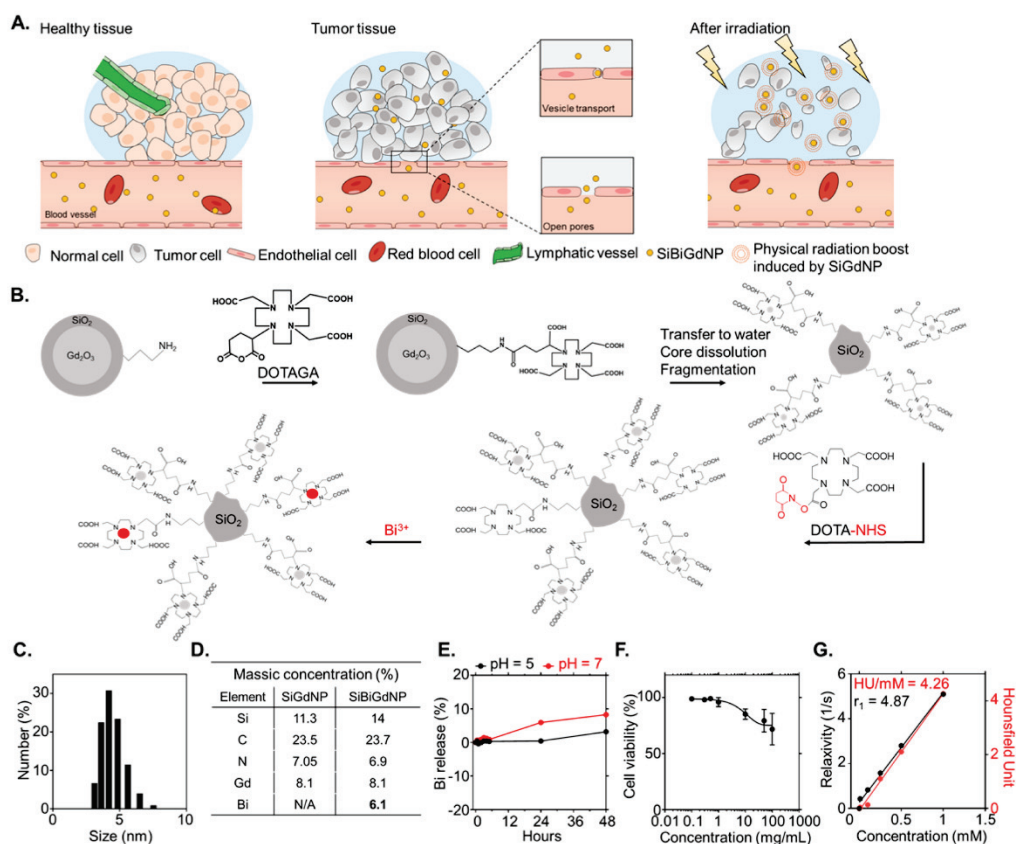 A.
Healthy tissue
Tumor tissue
After irradiation
Vesicle transport
Blood vessel
Open pores
Normal cell
Tumor cell
Endothelial cell
Red blood cell
Lymphatic vessel
SiBiGdNP
Physical radiation boost
induced by SiGdNP
B.
SiO2
Gd2O3
NH2
HOOC
COOH
N
N
N
N
COOH
O
O
O
DOTAGA
SiO2
Gd2O3
H
N
O
COOH
COOH
N
N
N
N
HOOC
COOH
Transfer to water
Core dissolution
Fragmentation
SiO2
HOOC
COOH
N
N
N
N
COOH
O
O
N
O
O
DOTA-NHS
SiO2
Bi3+
SiO2
C.
Number (%)
30
20
10
0
0
5
10
Size (nm)
D.
Massic concentration (%)
Element SiGdNP SiBiGdNP
Si 11.3 14
C 23.5 23.7
N 7.05 6.9
Gd 8.1 8.1
Bi N/A 6.1
E.
pH = 5 pH = 7
Bi release (%)
20
10
0
-10
-20
0 24 48
Hours
F.
Cell viability (%)
100
75
50
0.01 0.1 1 10 100 1000
Concentration (mg/mL)
G.
HU/mM = 4.26
r1 = 4.87
Relaxivity (1/s)
6
4
2
0
Hounsfield Unit
4
2
0
0 0.5 1.0 1.5
Concentration (mM)